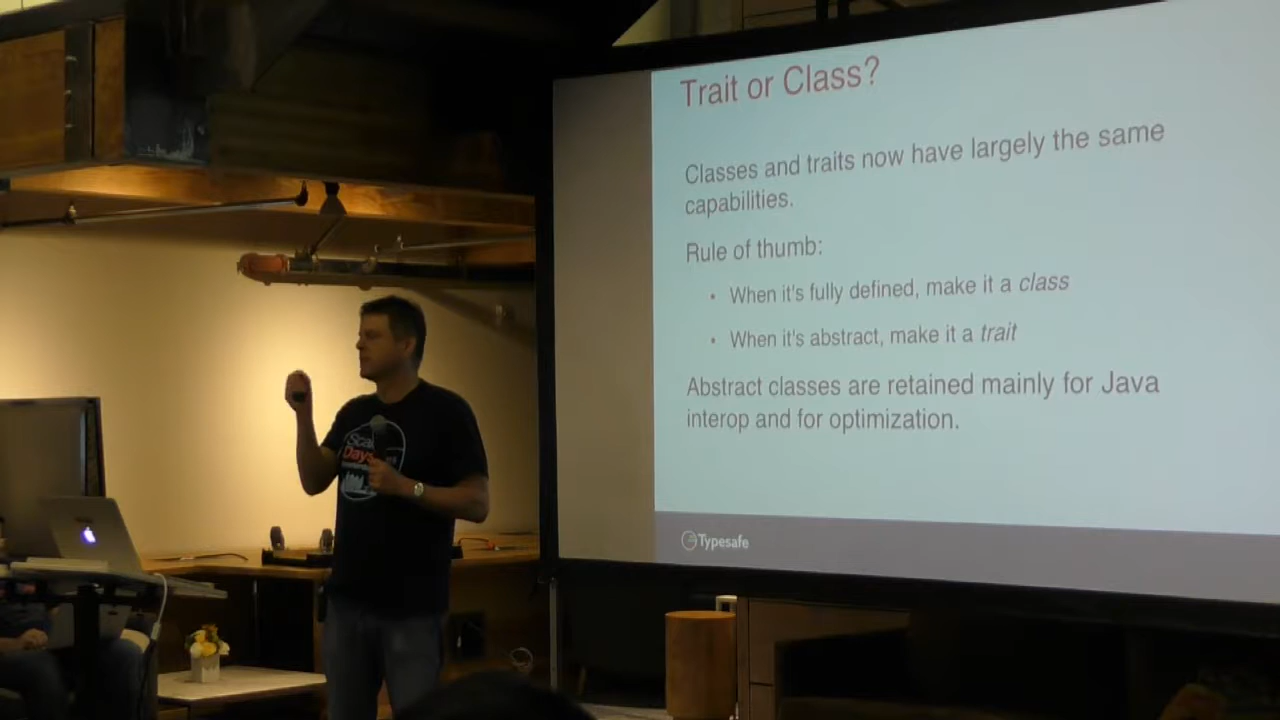 Trait or Class?
Classes and traits now have largely the same
capabilities.
Rule of thumb:
• When it's fully defined, make it a class
• When it's abstract, make it a trait
Abstract classes are retained mainly for Java
interop and for optimization.
Typesafe
Scala
Days